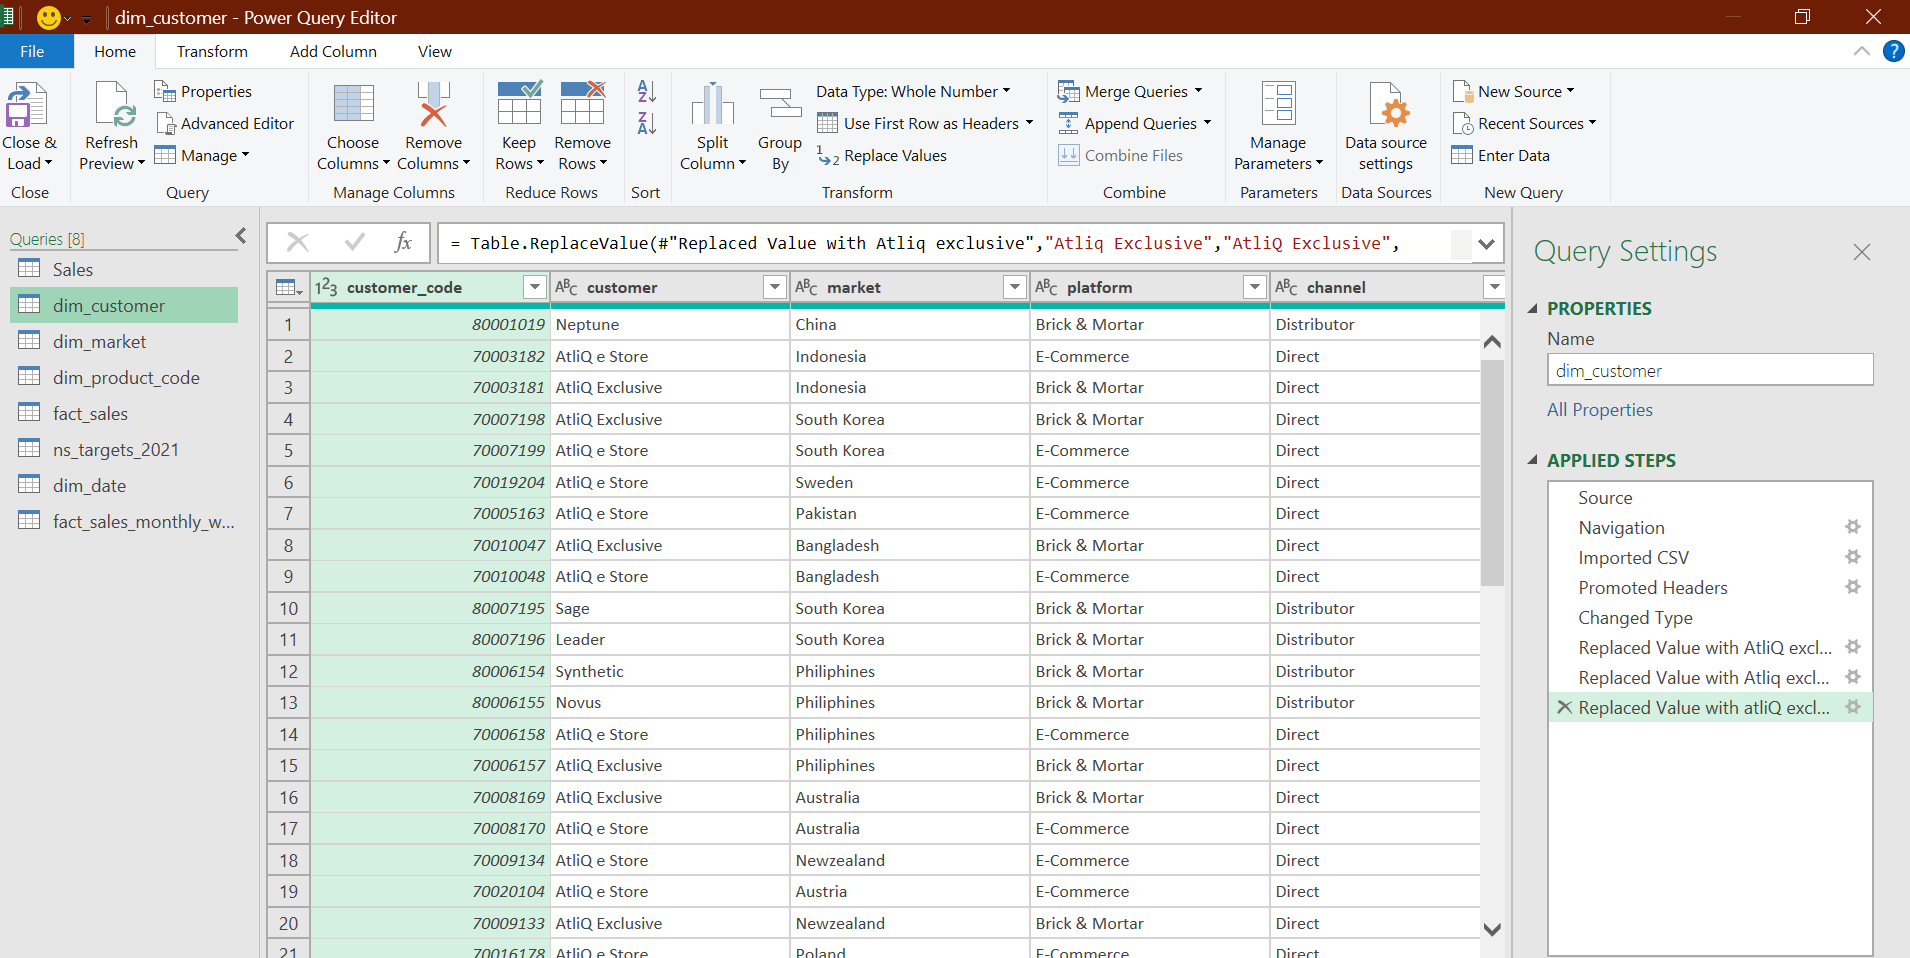 dim_customer - Power Query Editor
File Home Transform Add Column View
Close & Load
Close
Refresh Preview
Properties
Advanced Editor
Manage
Query
Choose Columns
Remove Columns
Manage Columns
Keep Rows
Remove Rows
Reduce Rows
Sort
Split Column
Group By
Data Type: Whole Number
Use First Row as Headers
Replace Values
Transform
Merge Queries
Append Queries
Combine Files
Combine
Manage Parameters
Parameters
Data source settings
Data Sources
New Source
Recent Sources
Enter Data
New Query
Queries [8]
Sales
dim_customer
dim_market
dim_product_code
fact_sales
ns_targets_2021
dim_date
fact_sales_monthly_w...
fx = Table.ReplaceValue(#"Replaced Value with Atliq exclusive","Atliq Exclusive","AtliQ Exclusive",
123 customer_code ABC customer ABC market ABC platform ABC channel
1 80001019 Neptune China Brick & Mortar Distributor
2 70003182 AtliQ e Store Indonesia E-Commerce Direct
3 70003181 AtliQ Exclusive Indonesia Brick & Mortar Direct
4 70007198 AtliQ Exclusive South Korea Brick & Mortar Direct
5 70007199 AtliQ e Store South Korea E-Commerce Direct
6 70019204 AtliQ e Store Sweden E-Commerce Direct
7 70005163 AtliQ e Store Pakistan E-Commerce Direct
8 70010047 AtliQ Exclusive Bangladesh Brick & Mortar Direct
9 70010048 AtliQ e Store Bangladesh E-Commerce Direct
10 80007195 Sage South Korea Brick & Mortar Distributor
11 80007196 Leader South Korea Brick & Mortar Distributor
12 80006154 Synthetic Philiphines Brick & Mortar Distributor
13 80006155 Novus Philiphines Brick & Mortar Distributor
14 70006158 AtliQ e Store Philiphines E-Commerce Direct
15 70006157 AtliQ Exclusive Philiphines Brick & Mortar Direct
16 70008169 AtliQ Exclusive Australia Brick & Mortar Direct
17 70008170 AtliQ e Store Australia E-Commerce Direct
18 70009134 AtliQ e Store Newzealand E-Commerce Direct
19 70020104 AtliQ e Store Austria E-Commerce Direct
20 70009133 AtliQ Exclusive Newzealand Brick & Mortar Direct
21 70016178 AtliQ e Store Poland E-Commerce Direct
Query Settings
PROPERTIES
Name
dim_customer
All Properties
APPLIED STEPS
Source
Navigation
Imported CSV
Promoted Headers
Changed Type
Replaced Value with AtliQ excl...
Replaced Value with Atliq excl...
Replaced Value with atliQ excl...